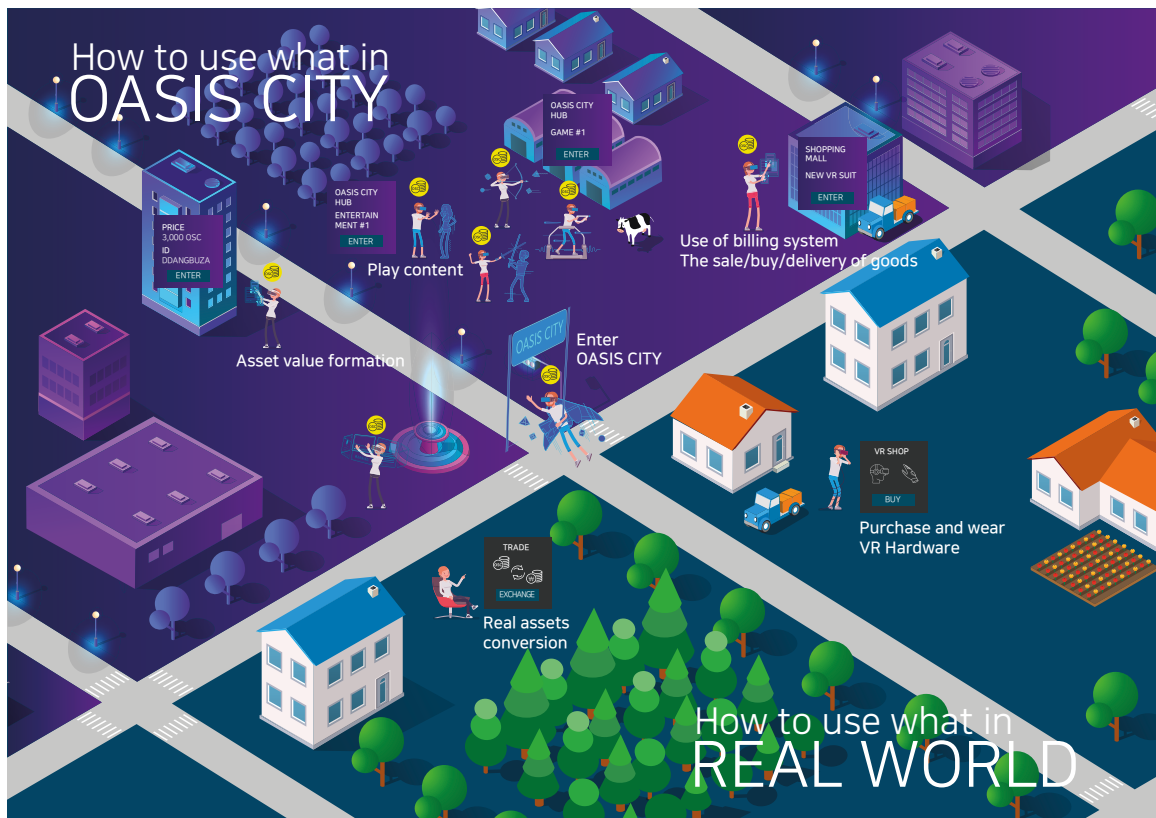 How to use what in
OASIS CITY
OASIS CITY
HUB
GAME #1
ENTER
SHOPPING
MALL
NEW VR SUIT
ENTER
OASIS CITY
HUB
ENTERTAIN
MENT #1
ENTER
PRICE
3,000 OSC
ID
DDANGBUZA
ENTER
Play content
Use of billing system
The sale/buy/delivery of goods
Asset value formation
OASIS CITY
Enter
OASIS CITY
VR SHOP
BUY
Purchase and wear
VR Hardware
TRADE
OSC
W
EXCHANGE
Real assets
conversion
How to use what in
REAL WORLD